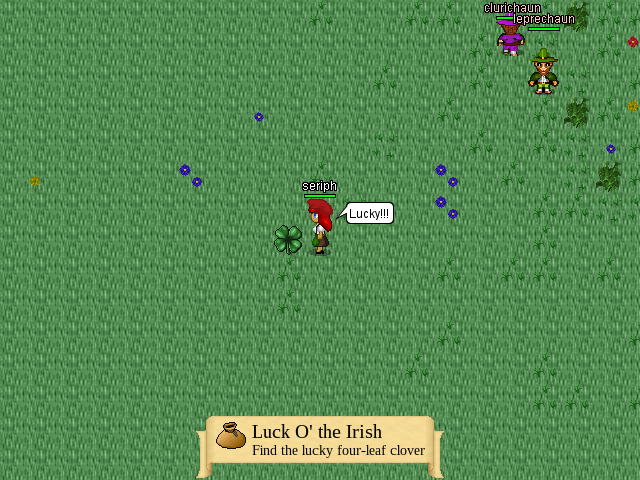 clurichaun
leprechaun
seriph
Lucky!!!
Luck O' the Irish
Find the lucky four-leaf clover